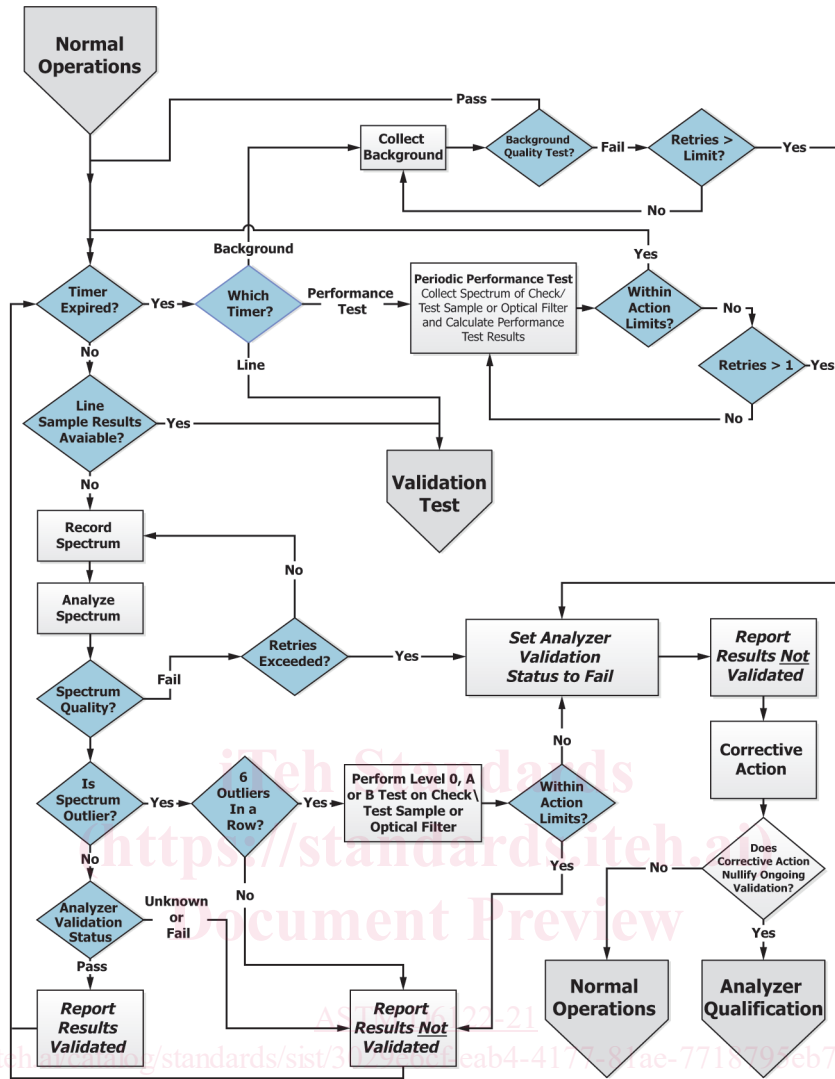 Normal
Operations
Pass
Collect
Background
Background
Quality Test?
Fail
Retries >
Limit?
Yes
No
Background
Yes
Timer
Expired?
Yes
Which
Timer?
Performance
Test
Periodic Performance Test
Collect Spectrum of Check/
Test Sample or Optical Filter
and Calculate Performance
Test Results
Within
Action
Limits?
No
Retries > 1
Yes
No
No
Line
Line
Sample Results
Avaiable?
Yes
No
Validation
Test
Record
Spectrum
No
Analyze
Spectrum
Retries
Exceeded?
Yes
Set Analyzer
Validation
Status to Fail
Report
Results Not
Validated
Spectrum
Quality?
Fail
No
Corrective
Action
iTeh Standards
Is
Spectrum
Outlier?
Yes
6
Outliers
In a
Row?
Yes
Perform Level 0, A
or B Test on Check\
Test Sample or
Optical Filter
Within
Action
Limits?
(https://standards.iteh.ai)
Does
Corrective Action
Nullify Ongoing
Validation?
No
Yes
No
No
Yes
Document Preview
Analyzer
Validation
Status
Unknown
or
Fail
Pass
Report
Results
Validated
Report
Results Not
Validated
Normal
Operations
Analyzer
Qualification